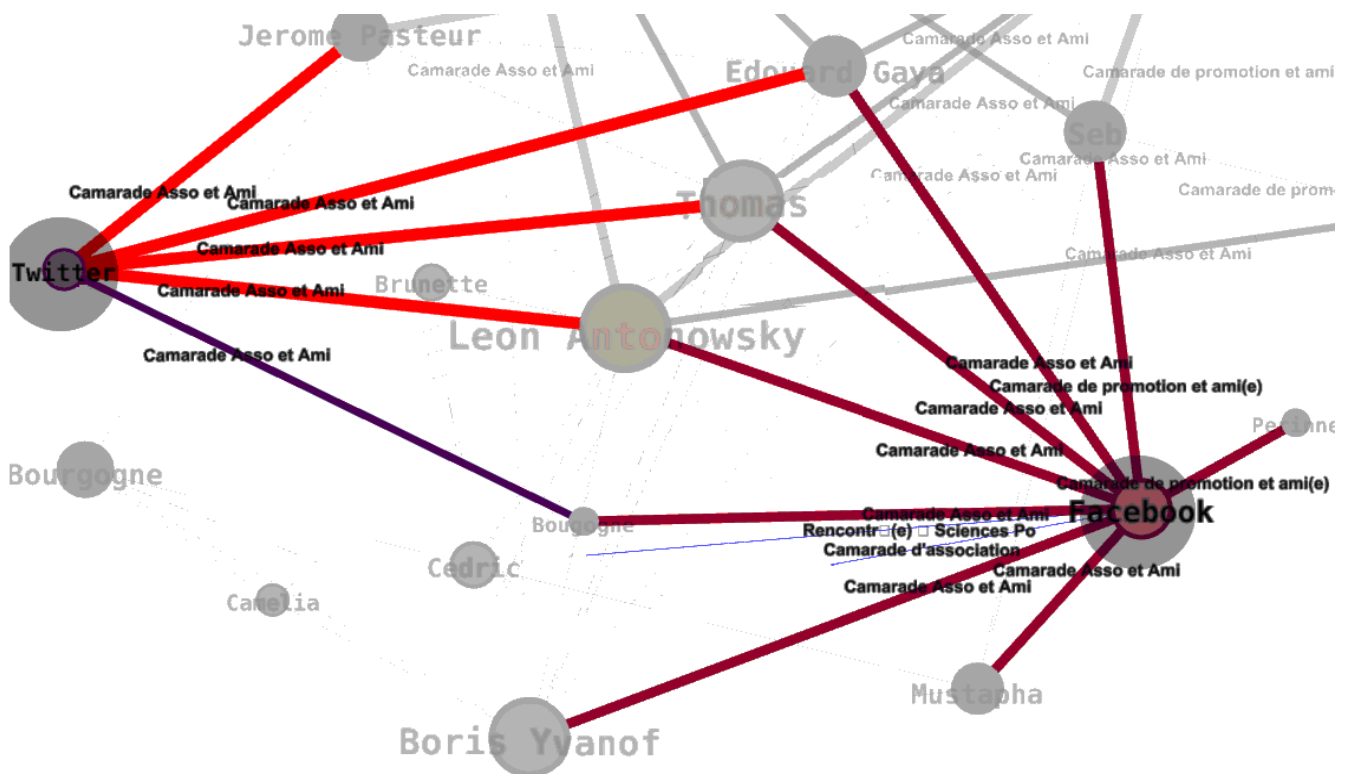 Jerome Pasteur
Camarade Asso et Ami
Camarade Asso et Ami
Edouard Gaya
Camarade de promotion et ami
Camarade Asso et Ami
Seb
Camarade Asso et Ami
Camarade Asso et Ami
Camarade de prom
Camarade Asso et Ami
Camarade Asso et Ami
Thomas
Camarade Asso et Ami
Camarade Asso et Ami
Twitter
Brunette
Camarade Asso et Ami
Leon Antonowsky
Camarade Asso et Ami
Camarade Asso et Ami
Camarade de promotion et ami(e)
Camarade Asso et Ami
Perinne
Camarade Asso et Ami
Bourgogne
Camarade de promotion et ami(e)
Facebook
Camarade Asso et Ami
Bougogne
Rencontr□(e) □ Sciences Po
Camarade d'association
Cedric
Camarade Asso et Ami
Camarade Asso et Ami
Camelia
Mustapha
Boris Yvanof